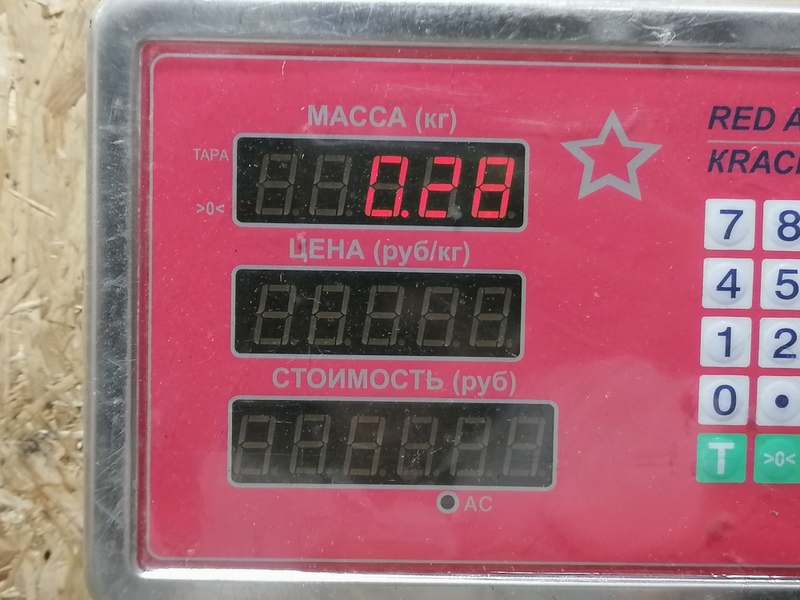 МАССА (кг)
ТАРА
0.28
>0<
ЦЕНА (руб/кг)
СТОИМОСТЬ (руб)
AC
RED A
КРАС
7 8
4 5
1 2
0 •
T >0<